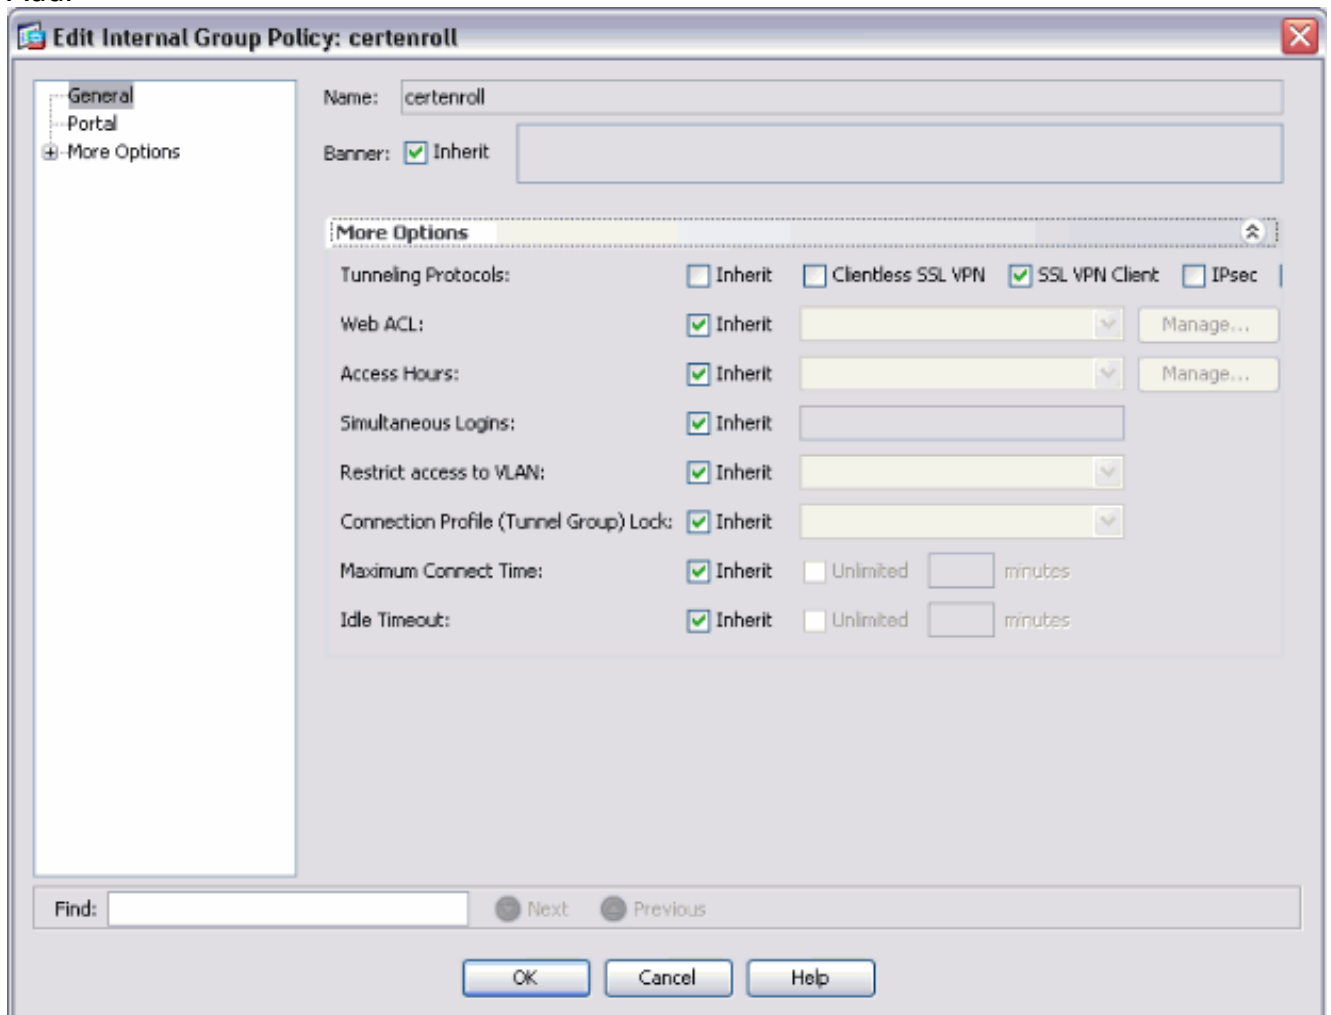 Edit Internal Group Policy: certenroll
General
Portal
More Options
Name: certenroll
Banner: Inherit
More Options
Tunneling Protocols: Inherit Clientless SSL VPN SSL VPN Client IPsec
Web ACL: Inherit Manage...
Access Hours: Inherit Manage...
Simultaneous Logins: Inherit
Restrict access to VLAN: Inherit
Connection Profile (Tunnel Group) Lock: Inherit
Maximum Connect Time: Inherit Unlimited minutes
Idle Timeout: Inherit Unlimited minutes
Find: Next Previous
OK Cancel Help